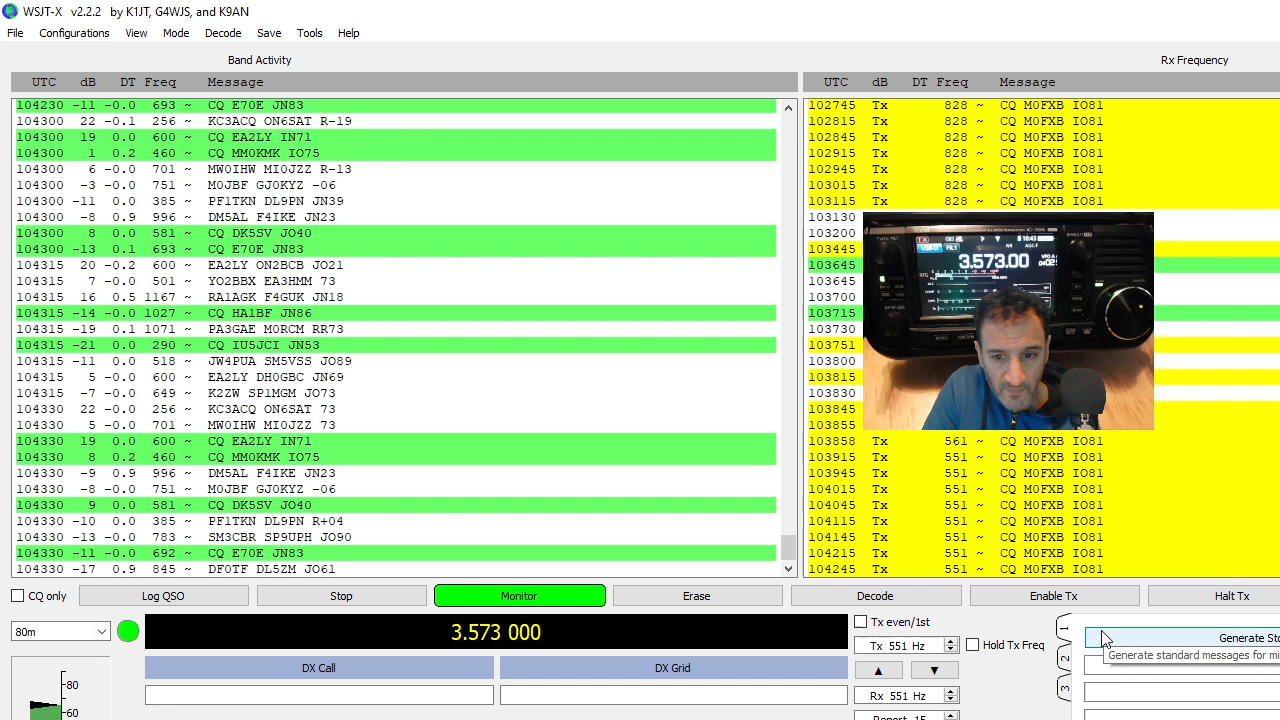 WSJT-X v2.2.2 by K1JT, G4WJS, and K9AN
File Configurations View Mode Decode Save Tools Help
Band Activity
UTC dB DT Freq Message
104230 -11 -0.0 693 ~ CQ E70E JN83
104300 22 -0.1 256 ~ KC3ACQ ON6SAT R-19
104300 19 0.0 600 ~ CQ EA2LY IN71
104300 1 0.2 460 ~ CQ MM0KMK IO75
104300 6 -0.0 701 ~ MW0IHW MI0JZZ R-13
104300 -3 -0.0 751 ~ M0JBF GJ0KYZ -06
104300 -11 0.0 385 ~ PF1TKN DL9PN JN39
104300 -8 0.9 996 ~ DM5AL F4IKE JN23
104300 8 0.0 581 ~ CQ DK5SV JO40
104300 -13 0.1 693 ~ CQ E70E JN83
104315 20 -0.2 600 ~ EA2LY ON2BCB JO21
104315 7 -0.0 501 ~ YO2BBX EA3BMM 73
104315 16 0.5 1167 ~ RA1AGK F4GUK JN18
104315 -14 -0.0 1027 ~ CQ HA1BF JN86
104315 -19 0.1 1071 ~ PA3GAE M0RCM RR73
104315 -21 0.0 290 ~ CQ IU5JCI JN53
104315 -11 0.0 518 ~ JW4PUA SM5VSS JO89
104315 5 -0.0 600 ~ EA2LY DH0GBC JN69
104315 -7 -0.0 649 ~ K2ZW SP1MGM JO73
104330 22 -0.0 256 ~ KC3ACQ ON6SAT 73
104330 5 -0.0 701 ~ MW0IHW MI0JZZ 73
104330 19 0.0 600 ~ CQ EA2LY IN71
104330 8 0.2 460 ~ CQ MM0KMK IO75
104330 -9 0.9 996 ~ DM5AL F4IKE JN23
104330 -8 -0.0 751 ~ M0JBF GJ0KYZ -06
104330 9 0.0 581 ~ CQ DK5SV JO40
104330 -10 0.0 385 ~ PF1TKN DL9PN R+04
104330 -13 -0.0 783 ~ SM3CBR SP9UPH JO90
104330 -11 -0.0 692 ~ CQ E70E JN83
104330 -17 0.9 845 ~ DF0TF DL5ZM JO61
Rx Frequency
UTC dB DT Freq Message
102745 Tx 828 ~ CQ M0FXB IO81
102815 Tx 828 ~ CQ M0FXB IO81
102845 Tx 828 ~ CQ M0FXB IO81
102915 Tx 828 ~ CQ M0FXB IO81
102945 Tx 828 ~ CQ M0FXB IO81
103015 Tx 828 ~ CQ M0FXB IO81
103115 Tx 828 ~ CQ M0FXB IO81
103130
103200
103445
103645
103645
103700
103715
103730
103751
103800
103815
103830
103845
103855
103858 Tx 561 ~ CQ M0FXB IO81
103915 Tx 551 ~ CQ M0FXB IO81
103945 Tx 551 ~ CQ M0FXB IO81
104015 Tx 551 ~ CQ M0FXB IO81
104045 Tx 551 ~ CQ M0FXB IO81
104115 Tx 551 ~ CQ M0FXB IO81
104145 Tx 551 ~ CQ M0FXB IO81
104215 Tx 551 ~ CQ M0FXB IO81
104245 Tx 551 ~ CQ M0FXB IO81
IC-705
TX
10:43
FIL1
3.573.00
CQ only Log QSO Stop Monitor Erase Decode Enable Tx Halt Tx
80m
3.573 000
Tx even/1st
Tx 551 Hz
Hold Tx Freq
DX Call DX Grid
▲ ▼
Rx 551 Hz
Report -15
1
2
3
Generate Std
Generate standard messages for mi
-80
-60